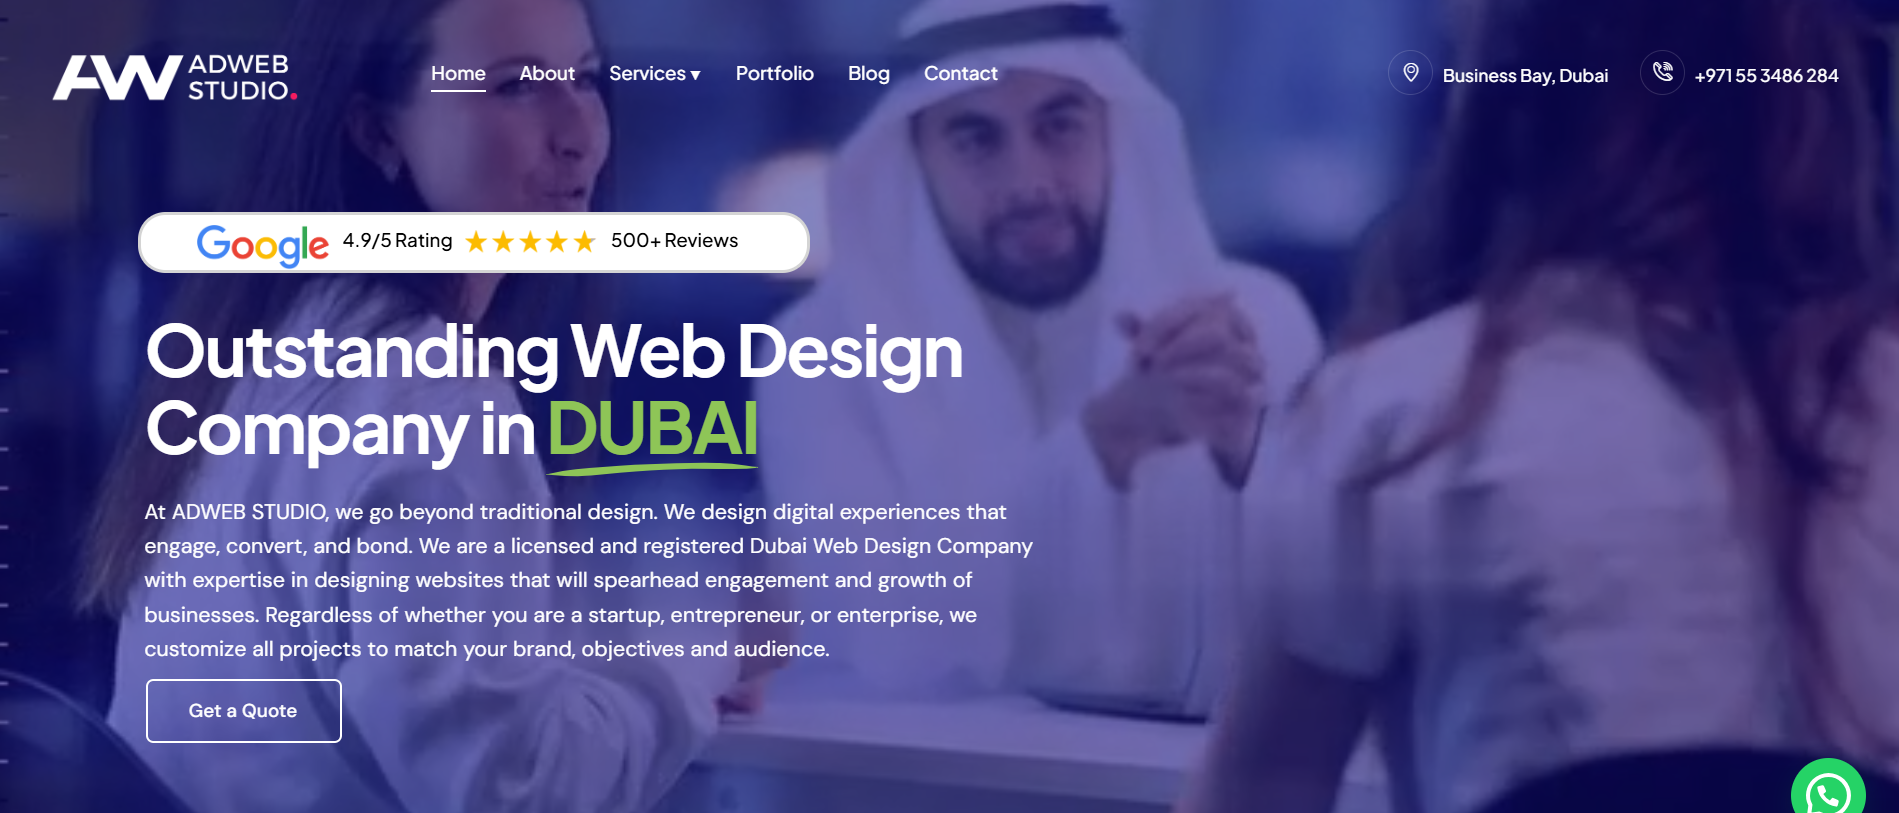 AW ADWEB
STUDIO.
Home About Services ▾ Portfolio Blog Contact
Business Bay, Dubai
+971 55 3486 284
Google 4.9/5 Rating ★★★★★ 500+ Reviews
Outstanding Web Design
Company in DUBAI
At ADWEB STUDIO, we go beyond traditional design. We design digital experiences that
engage, convert, and bond. We are a licensed and registered Dubai Web Design Company
with expertise in designing websites that will spearhead engagement and growth of
businesses. Regardless of whether you are a startup, entrepreneur, or enterprise, we
customize all projects to match your brand, objectives and audience.
Get a Quote